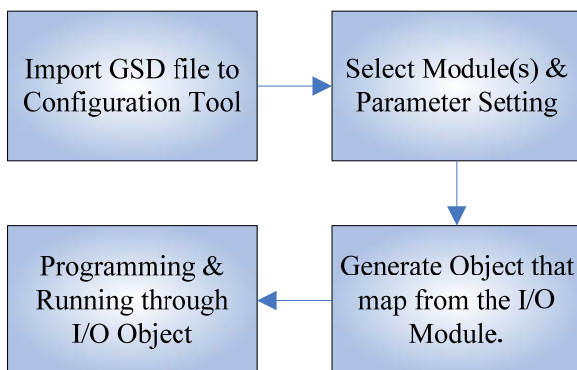 Import GSD file to
Configuration Tool
Select Module(s) &
Parameter Setting
Generate Object that
map from the I/O
Module.
Programming &
Running through
I/O Object